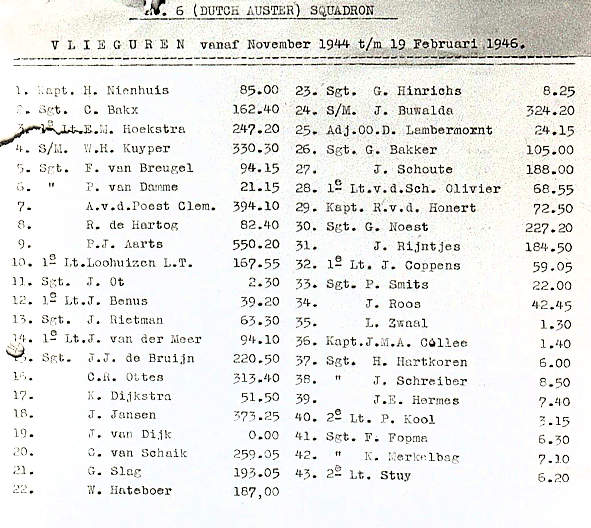 No. 6 (DUTCH AUSTER) SQUADRON
VLIEGUREN vanaf November 1944 t/m 19 Februari 1946.
1. Kapt. H. Nienhuis 85.00
2. Sgt. C. Bakx 162.40
3. 1e Lt. E.M. Hoekstra 247.20
4. S/M. W.H. Kuyper 330.30
5. Sgt. F. van Breugel 94.15
6. " P. van Damme 21.15
7. A.v.d.Poest Clem. 394.10
8. R. de Hartog 82.40
9. P.J. Aarts 550.20
10. 1e Lt.Loohuizen L.T. 167.55
11. Sgt. J. Ot 2.30
12. 1e Lt.J. Benus 39.20
13. Sgt. J. Rietman 63.30
14. 1e Lt.J. van der Meer 94.10
15. Sgt. J.J. de Bruijn 220.50
16. C.R. Ottes 313.40
17. K. Dijkstra 51.50
18. J. Jansen 373.25
19. J. van Dijk 0.00
20. C. van Schaik 259.05
21. G. Slag 193.05
22. W. Hateboer 187,00
23. Sgt. G. Hinrichs 8.25
24. S/M. J. Buwalda 324.20
25. Adj.OO.D. Lambermornt 24.15
26. Sgt. G. Bakker 105.00
27. J. Schoute 188.00
28. 1e Lt.v.d.Sch. Olivier 68.55
29. Kapt. R.v.d. Honert 72.50
30. Sgt. G. Noest 227.20
31. J. Rijntjes 184.50
32. 1e Lt. J. Coppens 59.05
33. Sgt. P. Smits 22.00
34. J. Roos 42.45
35. L. Zwaal 1.30
36. Kapt.J.M.A. Collee 1.40
37. Sgt. H. Hartkoren 6.00
38. " J. Schreiber 8.50
39. J.E. Hermes 7.40
40. 2e Lt. P. Kool 3.15
41. Sgt. F. Fopma 6.30
42. " K. Merkelbag 7.10
43. 2e Lt. Stuy 6.20